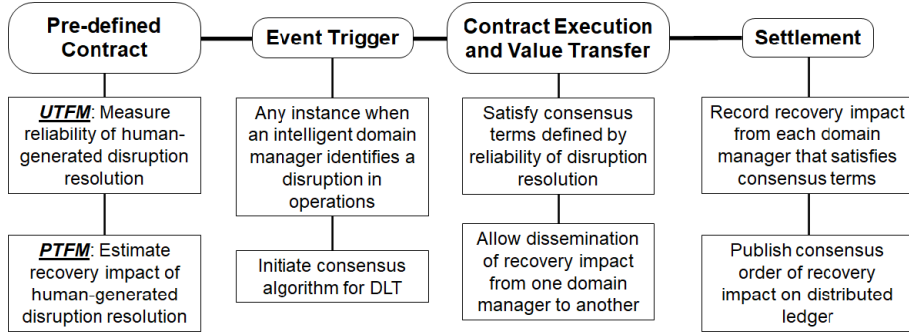 Pre-defined
Contract
Event Trigger
Contract Execution
and Value Transfer
Settlement
UTFM: Measure
reliability of human-
generated disruption
resolution
PTFM: Estimate
recovery impact of
human-generated
disruption resolution
Any instance when
an intelligent domain
manager identifies a
disruption in
operations
Initiate consensus
algorithm for DLT
Satisfy consensus
terms defined by
reliability of disruption
resolution
Allow dissemination
of recovery impact
from one domain
manager to another
Record recovery impact
from each domain
manager that satisfies
consensus terms
Publish consensus
order of recovery
impact on distributed
ledger